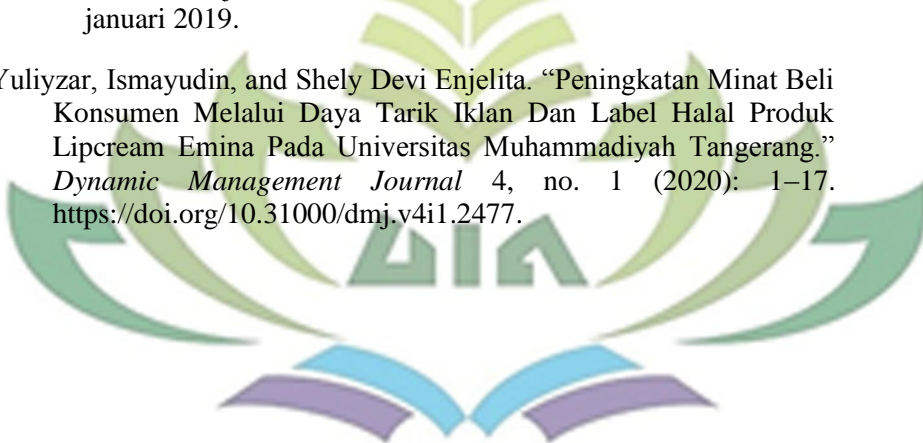 januari 2019.
Yuliyzar, Ismayudin, and Shely Devi Enjelita. “Peningkatan Minat Beli
Konsumen Melalui Daya Tarik Iklan Dan Label Halal Produk
Lipcream Emina Pada Universitas Muhammadiyah Tangerang.”
Dynamic Management Journal 4, no. 1 (2020): 1–17.
https://doi.org/10.31000/dmj.v4i1.2477.
UIN